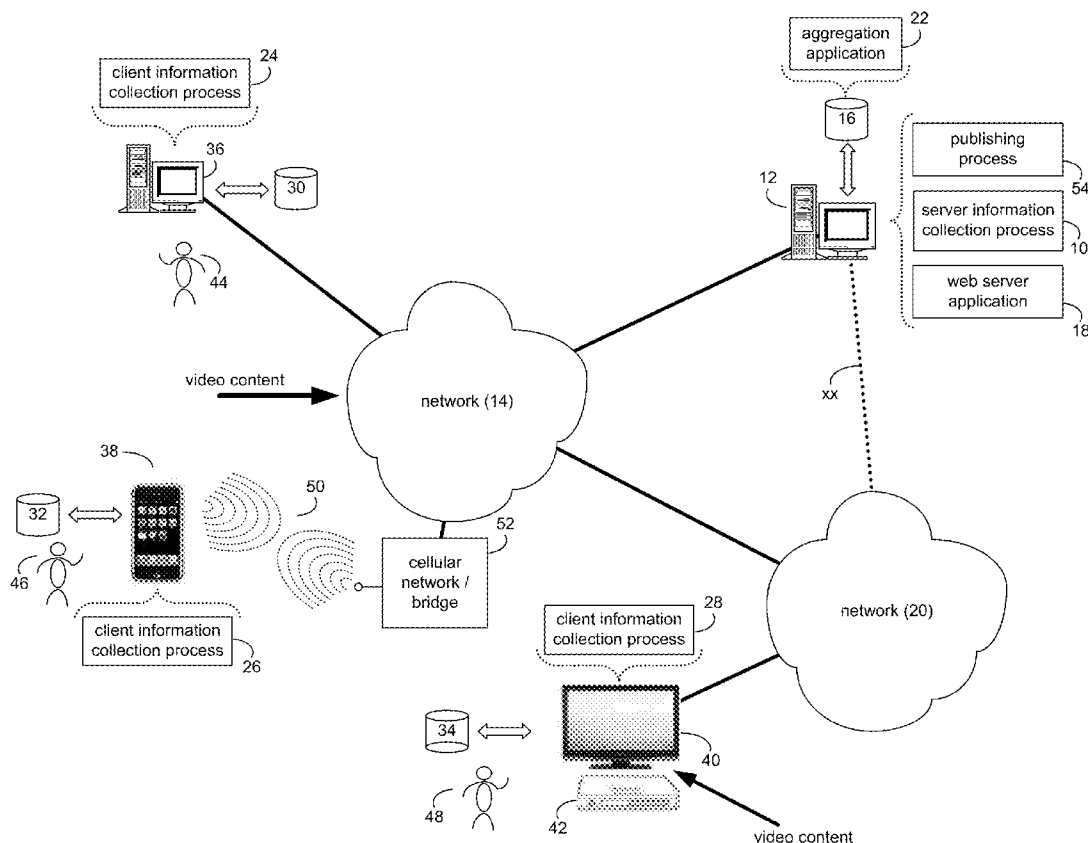 22
aggregation
application
24
client information
collection process
16
36
30
12
publishing
process
54
server information
collection process
10
web server
application
18
44
video content
network (14)
xx
38
50
32
46
52
cellular
network /
bridge
client information
collection process
26
28
client information
collection process
network (20)
34
40
48
42
video content